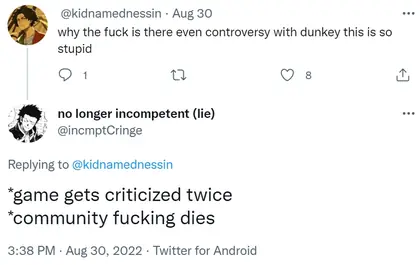 @kidnamednessin · Aug 30
why the fuck is there even controversy with dunkey this is so
stupid
1
8
no longer incompetent (lie)
@incmptCringe
Replying to @kidnamednessin
*game gets criticized twice
*community fucking dies
3:38 PM · Aug 30, 2022 · Twitter for Android